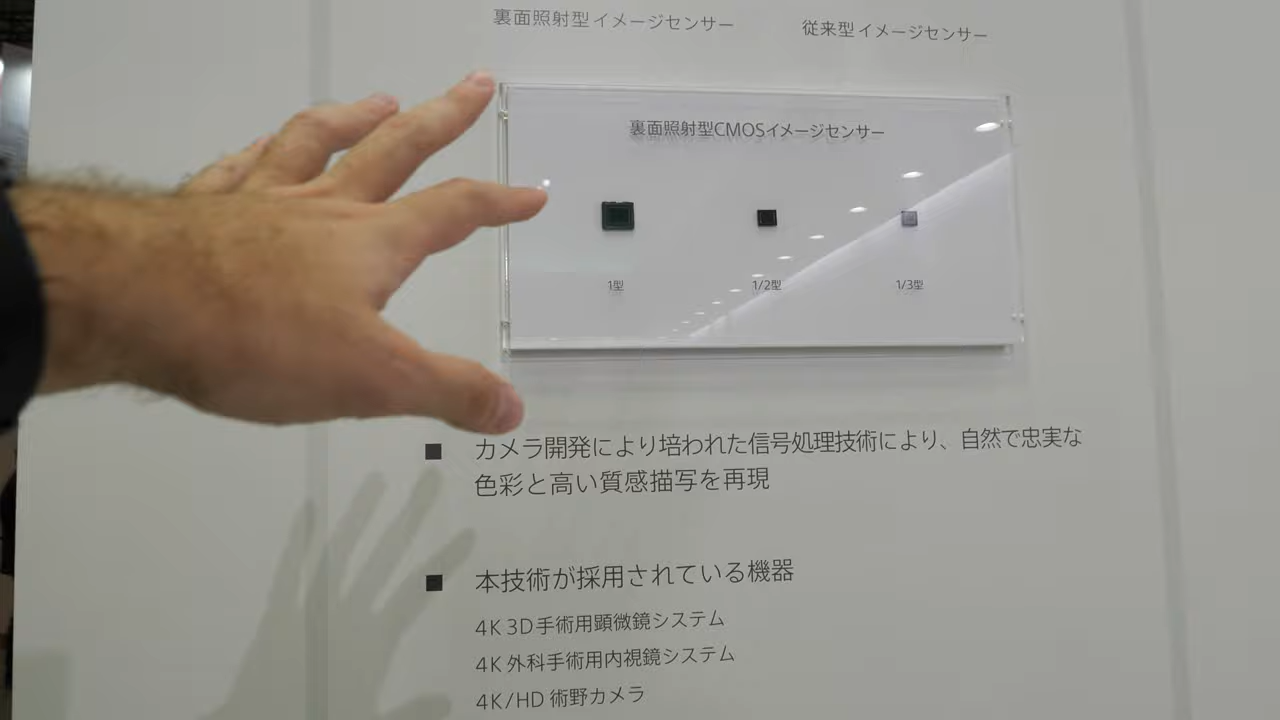 裏面照射型イメージセンサー
従来型イメージセンサー
裏面照射型CMOSイメージセンサー
1型
1/2型
1/3型
■ カメラ開発により培われた信号処理技術により、自然で忠実な
色彩と高い質感描写を再現
■ 本技術が採用されている機器
4K 3D手術用顕微鏡システム
4K 外科手術用内視鏡システム
4K/HD 術野カメラ